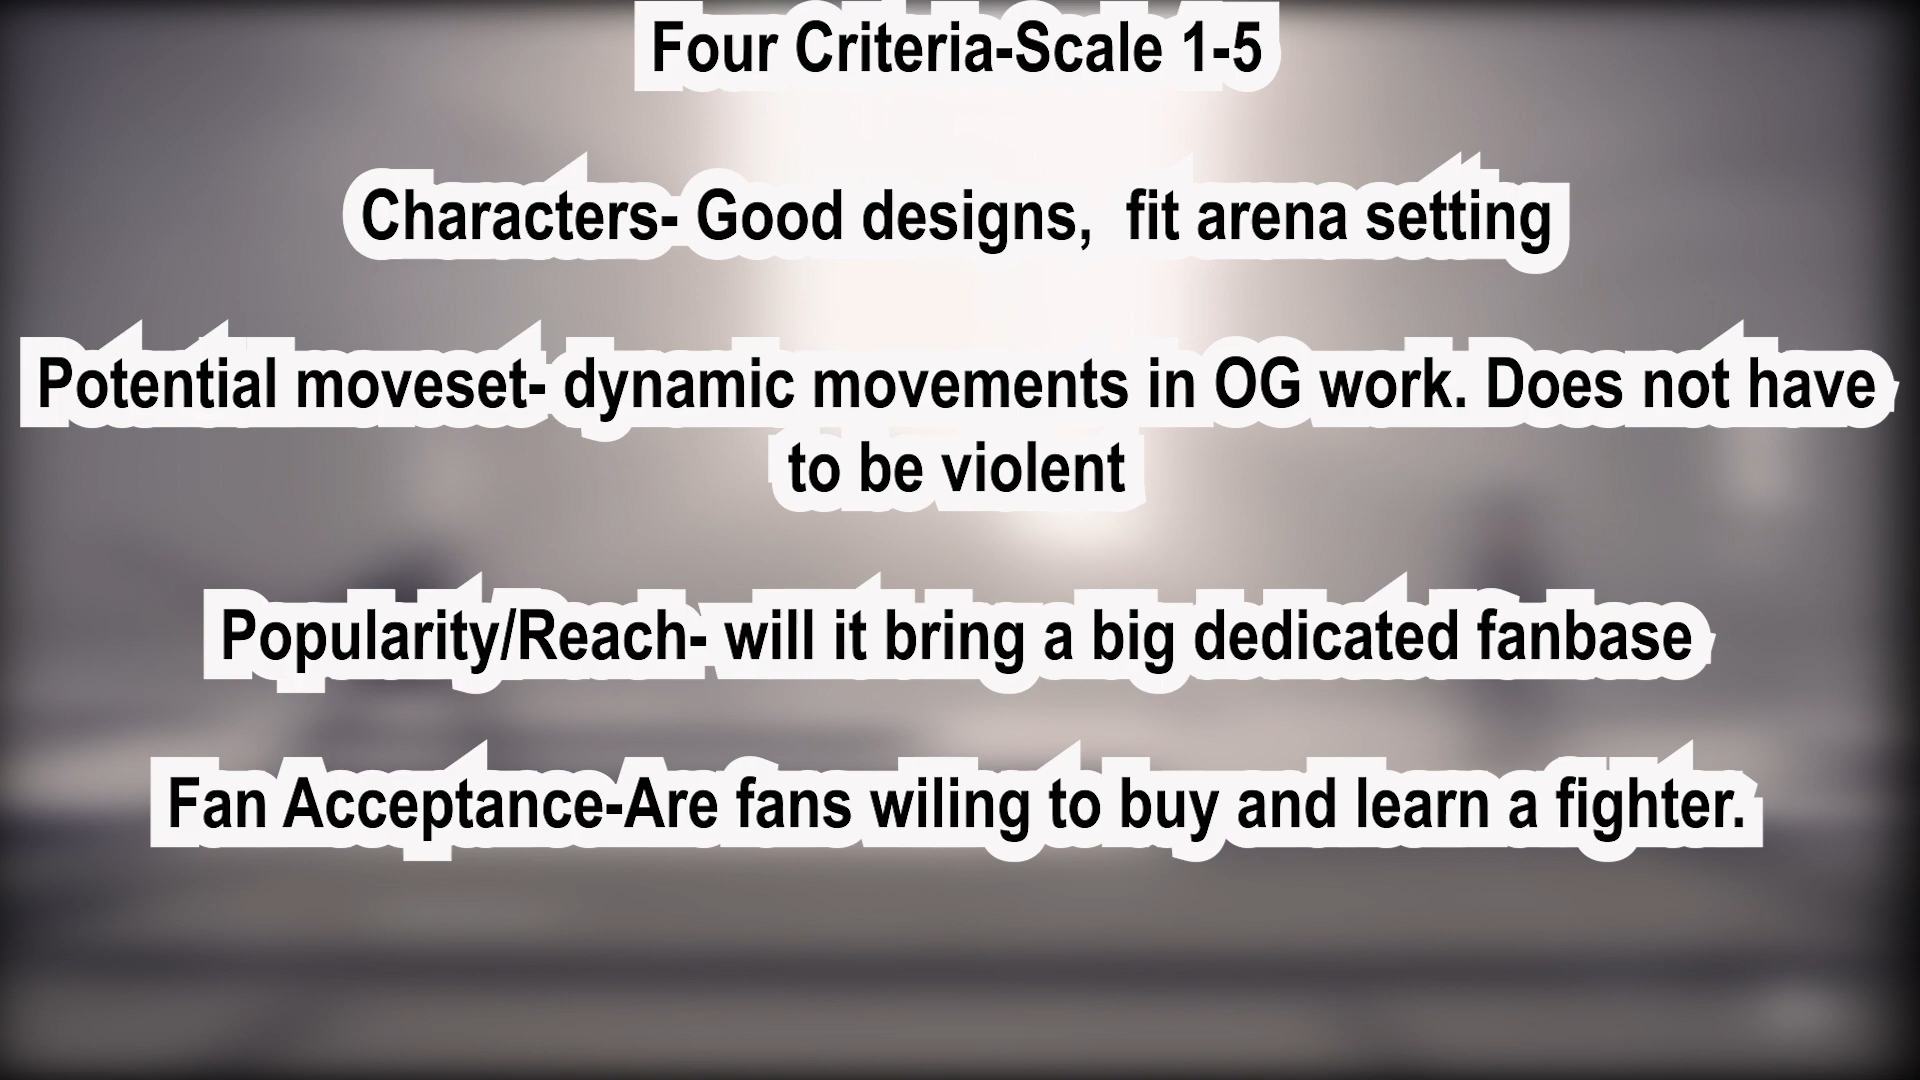 Four Criteria-Scale 1-5
Characters- Good designs,  fit arena setting
Potential moveset- dynamic movements in OG work. Does not have
to be violent
Popularity/Reach- will it bring a big dedicated fanbase
Fan Acceptance-Are fans wiling to buy and learn a fighter.